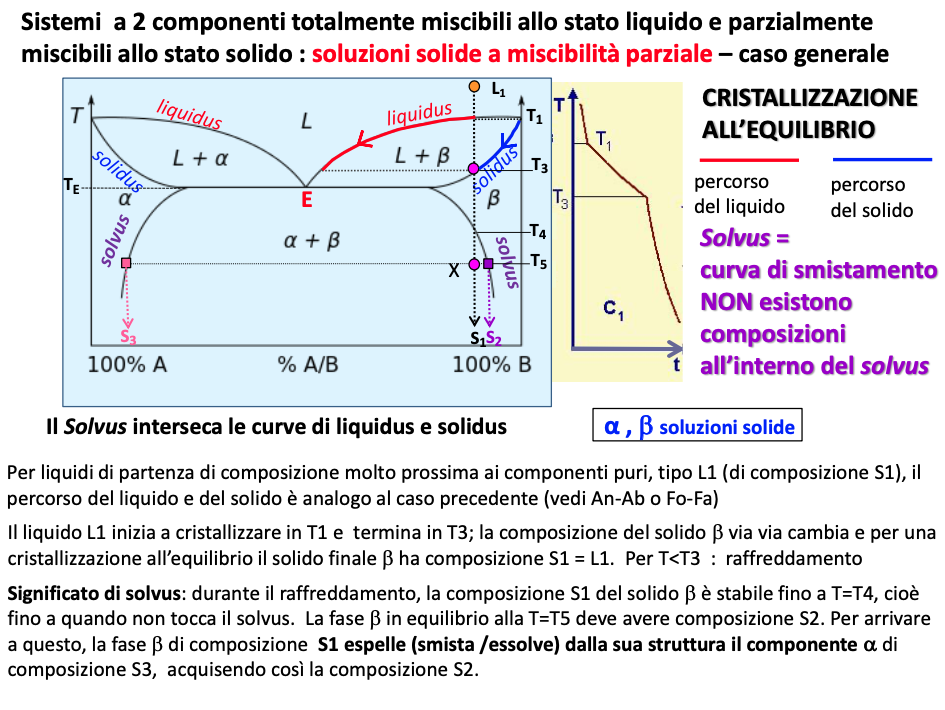 Sistemi a 2 componenti totalmente miscibili allo stato liquido e parzialmente
miscibili allo stato solido : soluzioni solide a miscibilità parziale – caso generale
T
liquidus
L
liquidus
L1
T1
L + α
L + β
solidus
solidus
T3
TE
α
E
β
solvus
α + β
solvus
T4
X
T5
S3
S1
S2
100% A
% A/B
100% B
T
T1
T3
C1
t
CRISTALLIZZAZIONE
ALL’EQUILIBRIO
percorso
del liquido
percorso
del solido
Solvus =
curva di smistamento
NON esistono
composizioni
all’interno del solvus
Il Solvus interseca le curve di liquidus e solidus
α , β soluzioni solide
Per liquidi di partenza di composizione molto prossima ai componenti puri, tipo L1 (di composizione S1), il
percorso del liquido e del solido è analogo al caso precedente (vedi An-Ab o Fo-Fa)
Il liquido L1 inizia a cristallizzare in T1 e termina in T3; la composizione del solido β via via cambia e per una
cristallizzazione all’equilibrio il solido finale β ha composizione S1 = L1. Per T<T3 : raffreddamento
Significato di solvus: durante il raffreddamento, la composizione S1 del solido β è stabile fino a T=T4, cioè
fino a quando non tocca il solvus. La fase β in equilibrio alla T=T5 deve avere composizione S2. Per arrivare
a questo, la fase β di composizione S1 espelle (smista /essolve) dalla sua struttura il componente α di
composizione S3, acquisendo così la composizione S2.